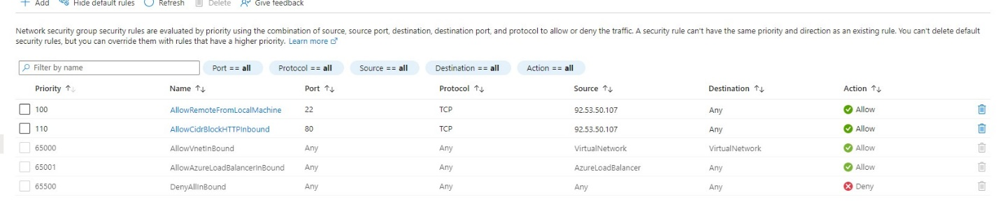 Add Hide default rules Refresh Delete Give feedback
Network security group security rules are evaluated by priority using the combination of source, source port, destination, destination port, and protocol to allow or deny the traffic. A security rule can't have the same priority and direction as an existing rule. You can't delete default
security rules, but you can override them with rules that have a higher priority. Learn more
Filter by name Port == all Protocol == all Source == all Destination == all Action == all
Priority Name Port Protocol Source Destination Action
100 AllowRemoteFromLocalMachine 22 TCP 92.53.50.107 Any Allow
110 AllowCidrBlockHTTPInbound 80 TCP 92.53.50.107 Any Allow
65000 AllowVnetInBound Any Any VirtualNetwork VirtualNetwork Allow
65001 AllowAzureLoadBalancerInBound Any Any AzureLoadBalancer Any Allow
65500 DenyAllInBound Any Any Any Any Deny